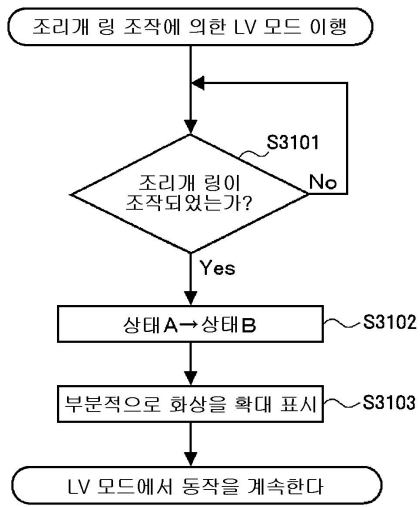 조리개 링 조작에 의한 LV 모드 이행
S3101
조리개 링이
조작되었는가?
No
Yes
상태A→상태B
S3102
부분적으로 화상을 확대 표시
S3103
LV 모드에서 동작을 계속한다